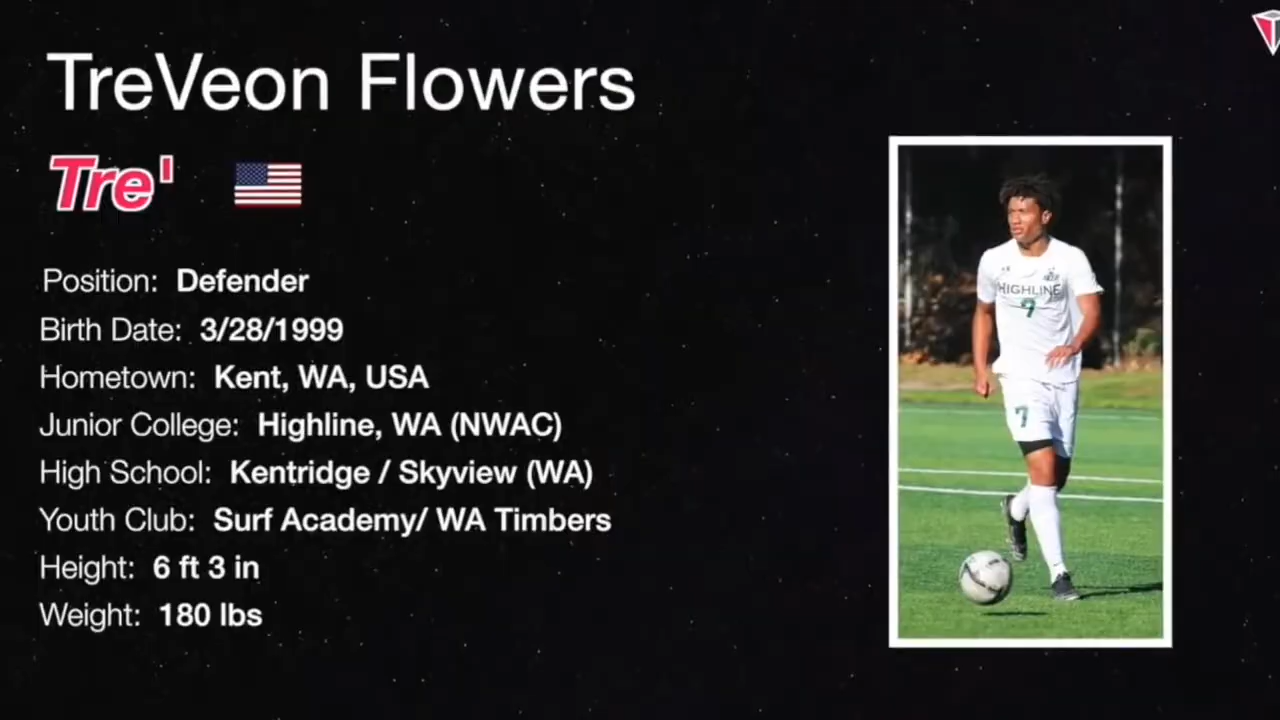 TreVeon Flowers
Tre'
Position: Defender
Birth Date: 3/28/1999
Hometown: Kent, WA, USA
Junior College: Highline, WA (NWAC)
High School: Kentridge / Skyview (WA)
Youth Club: Surf Academy/ WA Timbers
Height: 6 ft 3 in
Weight: 180 lbs
HIGHLINE
9
7